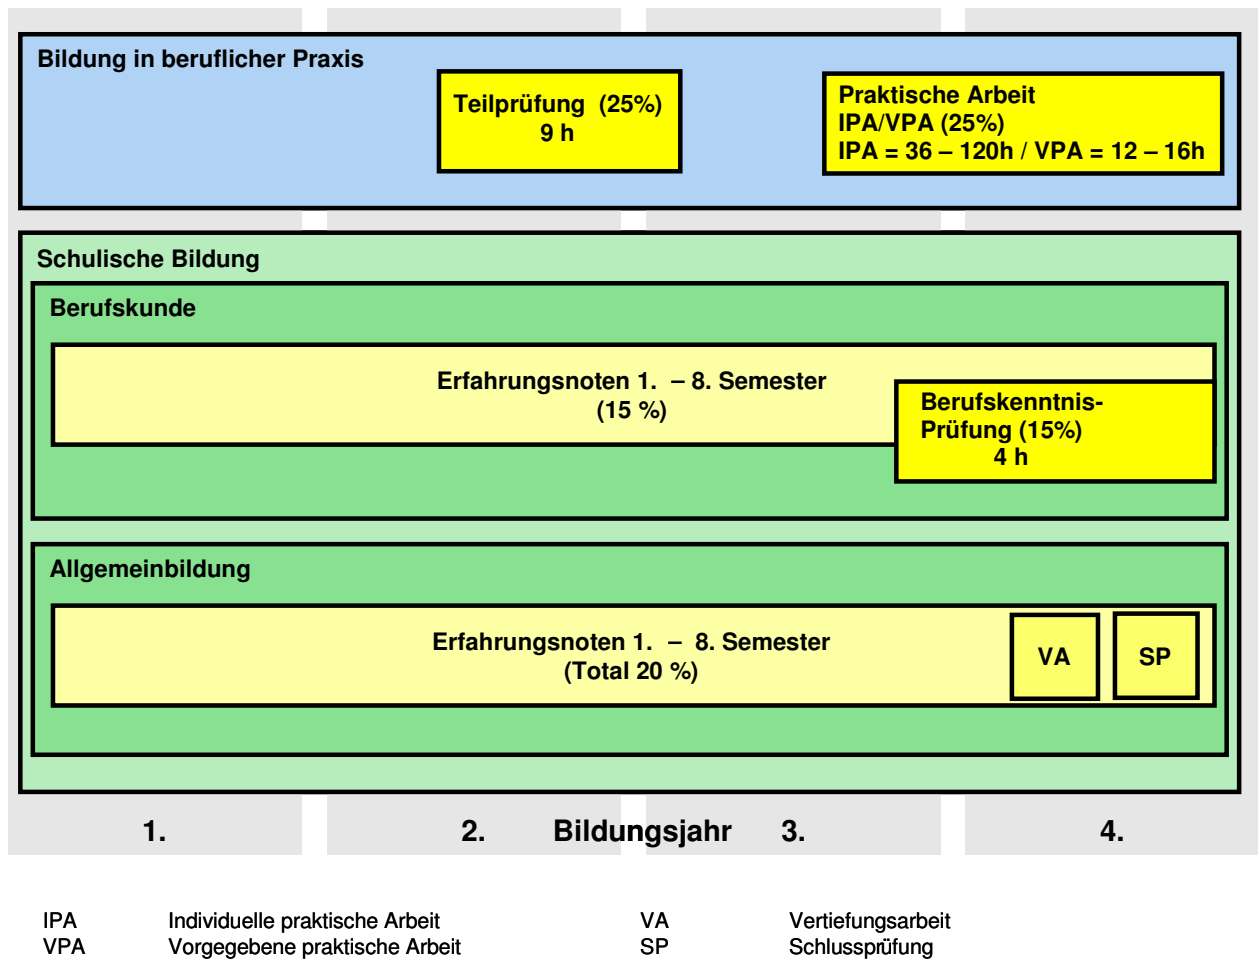 Bildung in beruflicher Praxis
Teilprüfung (25%)
9 h
Praktische Arbeit
IPA/VPA (25%)
IPA = 36 – 120h / VPA = 12 – 16h
Schulische Bildung
Berufskunde
Erfahrungsnoten 1. – 8. Semester
(15 %)
Berufskenntnis-
Prüfung (15%)
4 h
Allgemeinbildung
Erfahrungsnoten 1. – 8. Semester
(Total 20 %)
VA
SP
1. 2. Bildungsjahr 3. 4.
IPA Individuelle praktische Arbeit VA Vertiefungsarbeit
VPA Vorgegebene praktische Arbeit SP Schlussprüfung